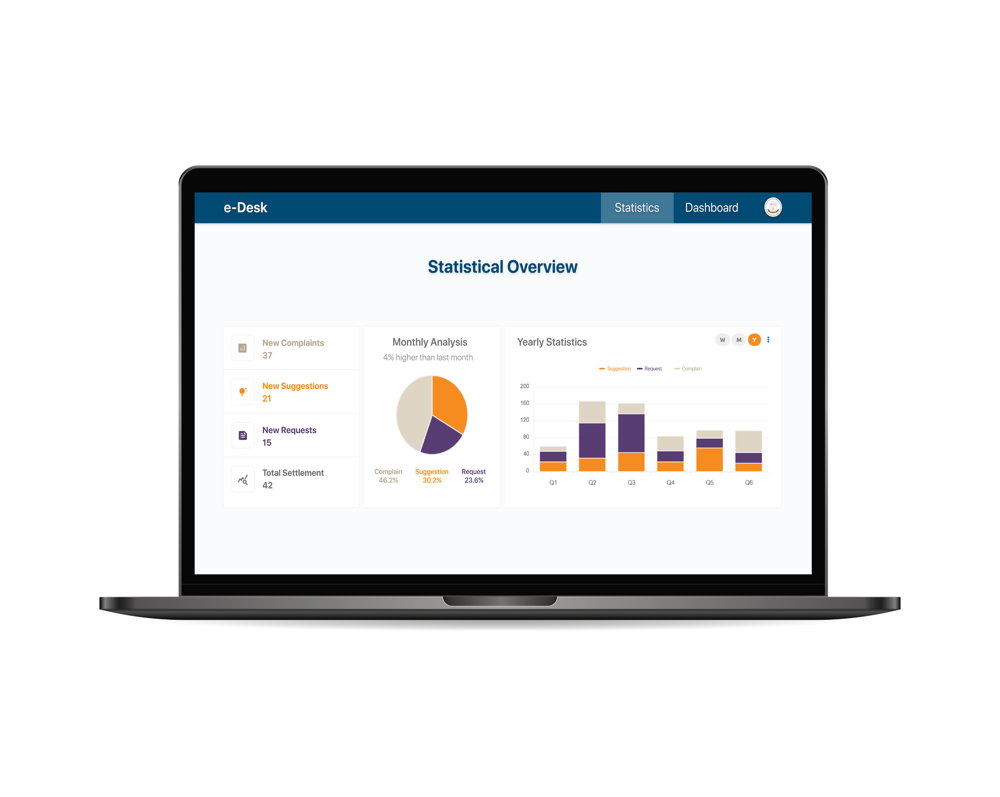 e-Desk
Statistics
Dashboard
Statistical Overview
New Complaints
37
New Suggestions
21
New Requests
15
Total Settlement
42
Monthly Analysis
4% higher than last month
Complain
46.2%
Suggestion
30.2%
Request
23.6%
Yearly Statistics
W M Y
Suggestion Request Complain
200
160
120
80
40
0
Q1 Q2 Q3 Q4 Q5 Q6